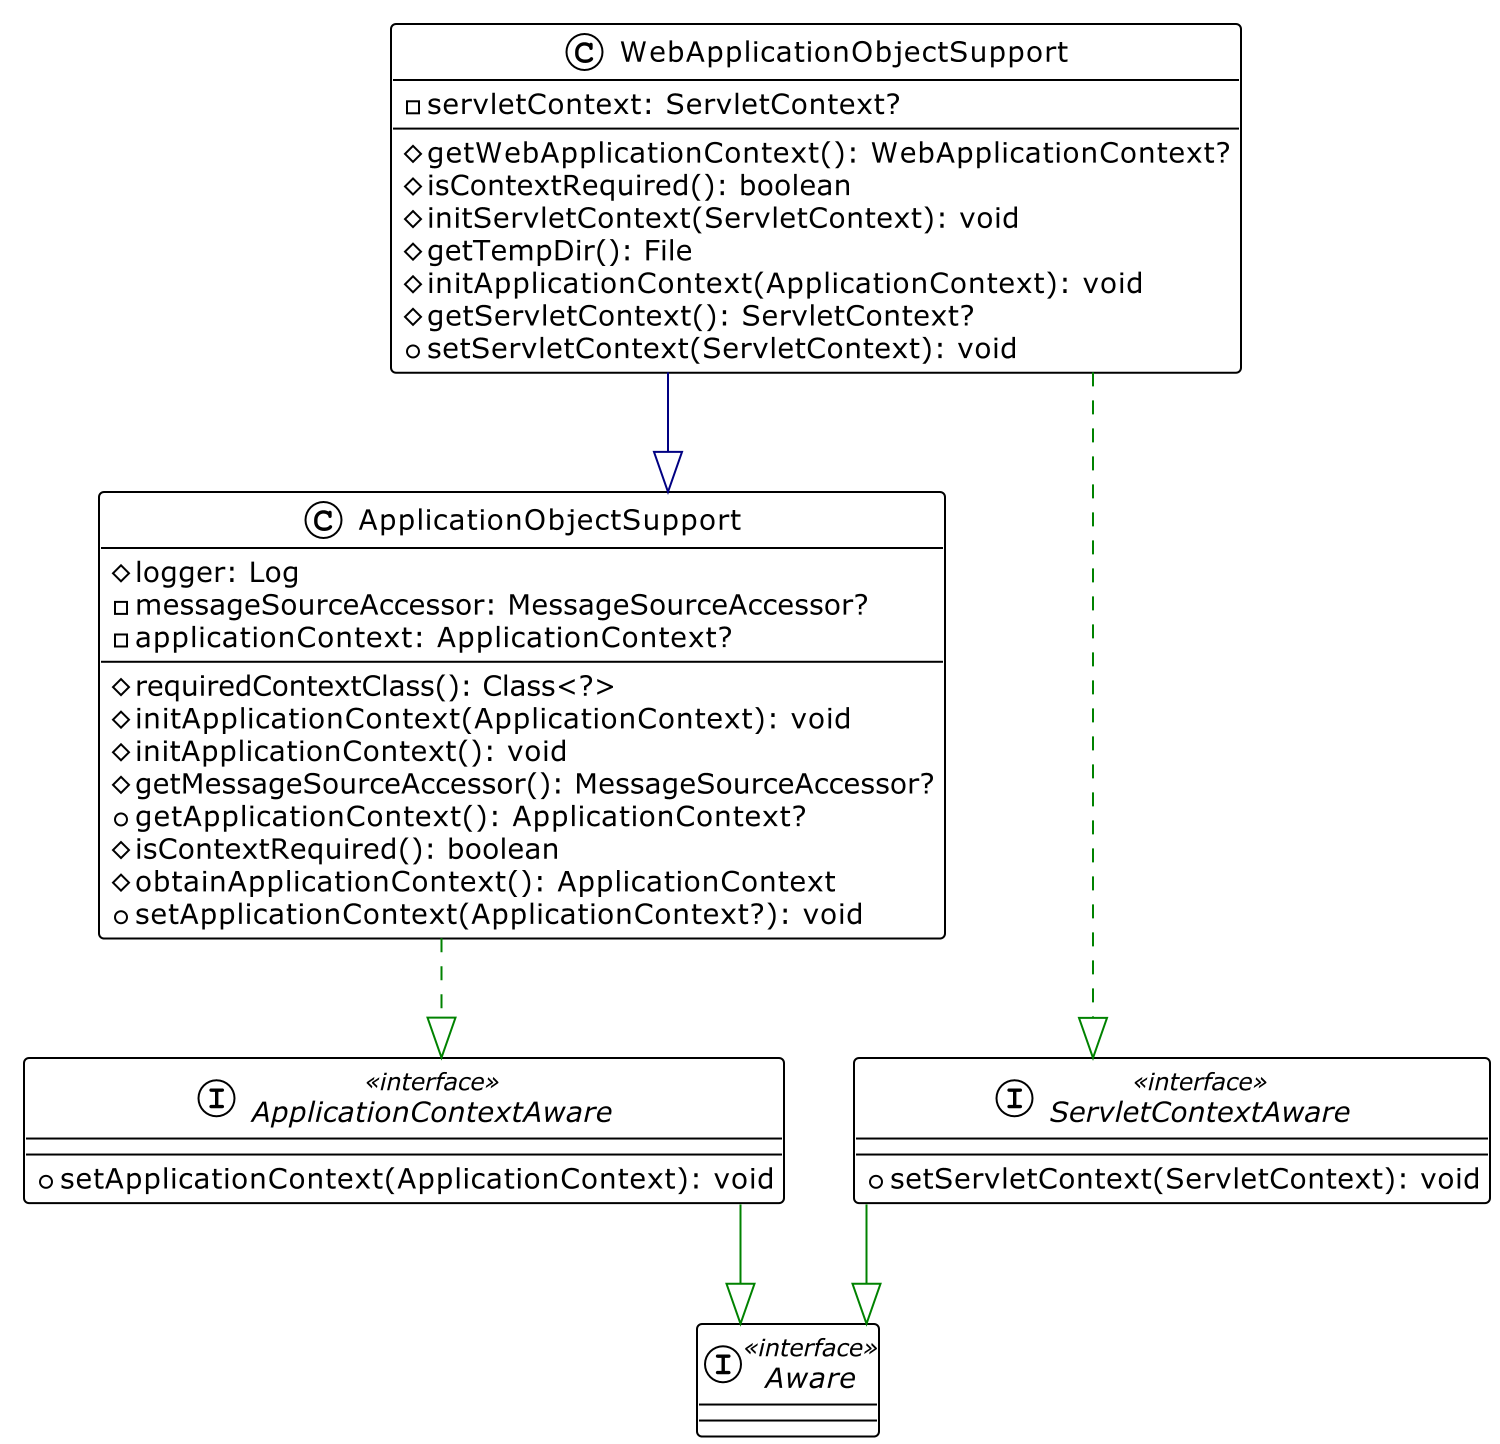 C WebApplicationObjectSupport
servletContext: ServletContext?
getWebApplicationContext(): WebApplicationContext?
isContextRequired(): boolean
initServletContext(ServletContext): void
getTempDir(): File
initApplicationContext(ApplicationContext): void
getServletContext(): ServletContext?
setServletContext(ServletContext): void
C ApplicationObjectSupport
logger: Log
messageSourceAccessor: MessageSourceAccessor?
applicationContext: ApplicationContext?
requiredContextClass(): Class<?>
initApplicationContext(ApplicationContext): void
initApplicationContext(): void
getMessageSourceAccessor(): MessageSourceAccessor?
getApplicationContext(): ApplicationContext?
isContextRequired(): boolean
obtainApplicationContext(): ApplicationContext
setApplicationContext(ApplicationContext?): void
«interface»
I ApplicationContextAware
setApplicationContext(ApplicationContext): void
«interface»
I ServletContextAware
setServletContext(ServletContext): void
«interface»
I Aware